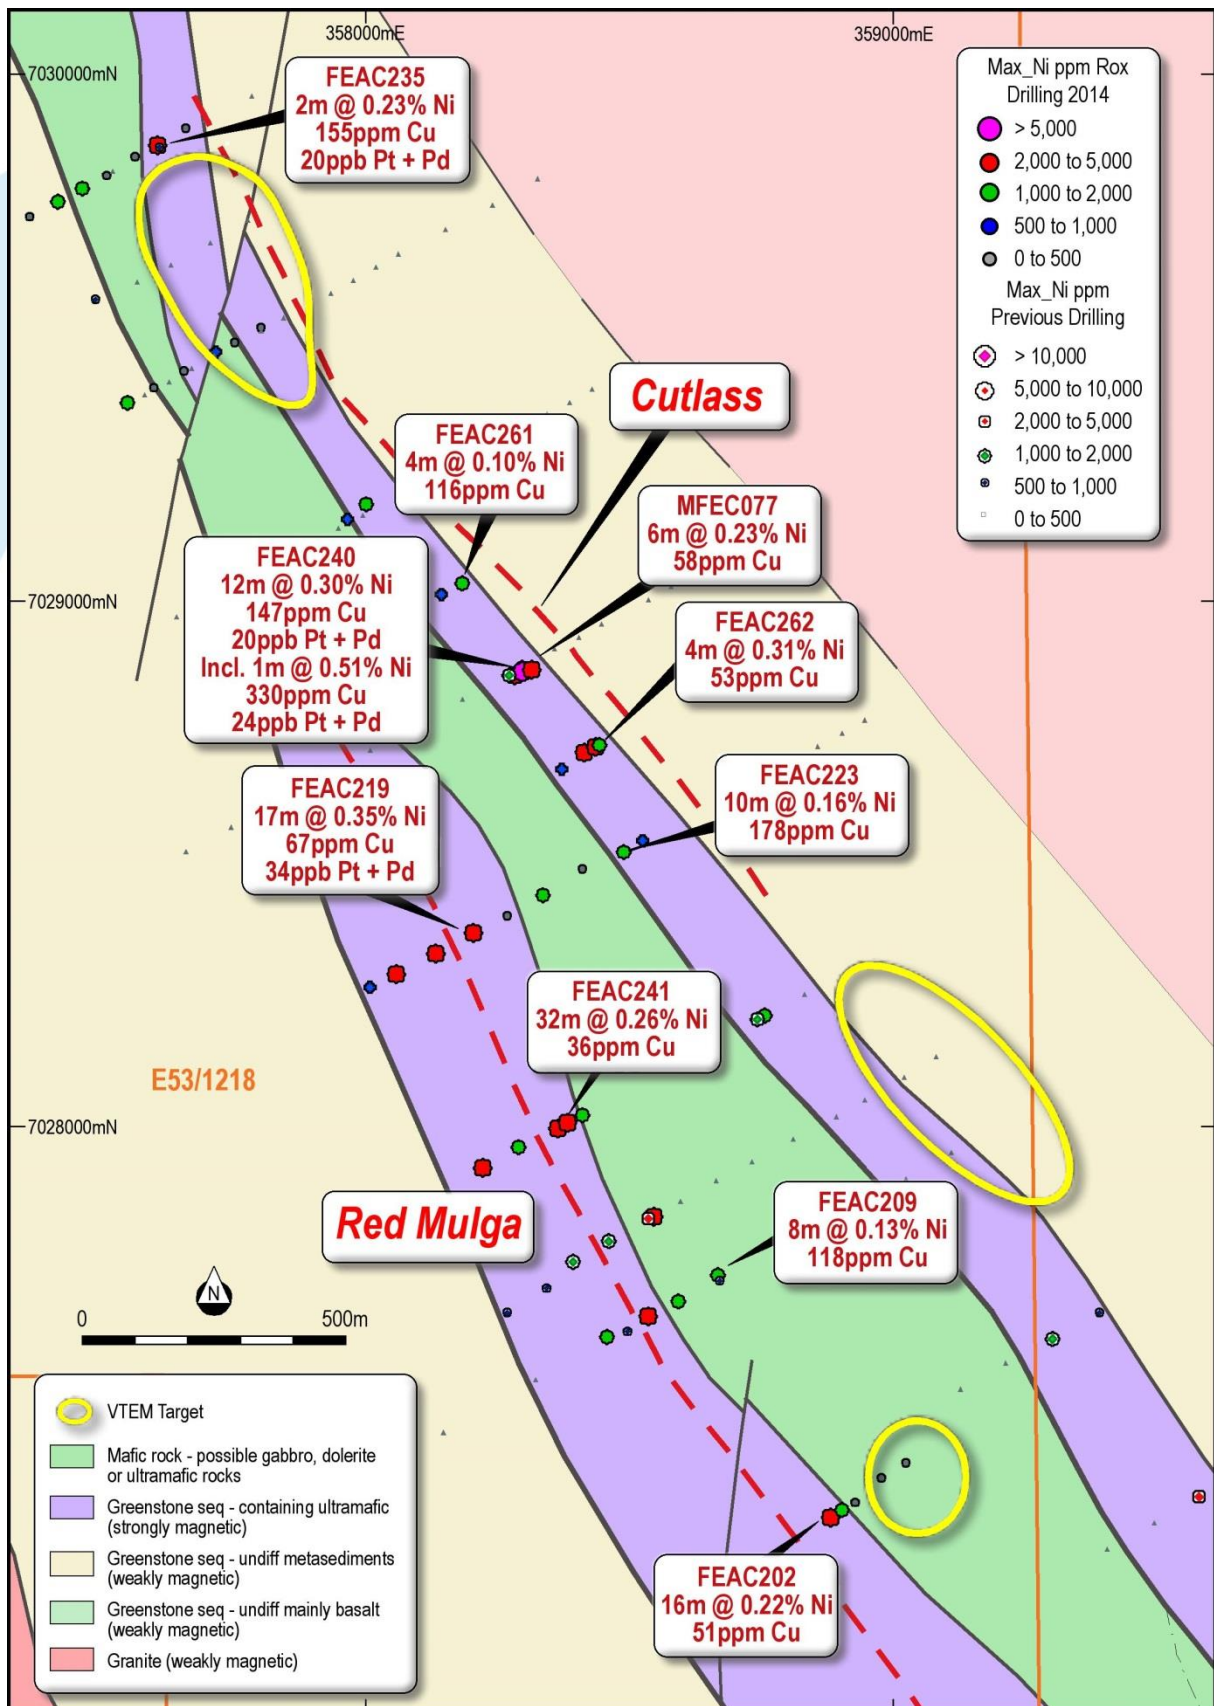 358000mE
359000mE
7030000mN
7029000mN
7028000mN
FEAC235
2m @ 0.23% Ni
155ppm Cu
20ppb Pt + Pd
Max_Ni ppm Rox
Drilling 2014
> 5,000
2,000 to 5,000
1,000 to 2,000
500 to 1,000
0 to 500
Max_Ni ppm
Previous Drilling
> 10,000
5,000 to 10,000
2,000 to 5,000
1,000 to 2,000
500 to 1,000
0 to 500
Cutlass
FEAC261
4m @ 0.10% Ni
116ppm Cu
MFEC077
6m @ 0.23% Ni
58ppm Cu
FEAC240
12m @ 0.30% Ni
147ppm Cu
20ppb Pt + Pd
Incl. 1m @ 0.51% Ni
330ppm Cu
24ppb Pt + Pd
FEAC262
4m @ 0.31% Ni
53ppm Cu
FEAC219
17m @ 0.35% Ni
67ppm Cu
34ppb Pt + Pd
FEAC223
10m @ 0.16% Ni
178ppm Cu
FEAC241
32m @ 0.26% Ni
36ppm Cu
E53/1218
Red Mulga
FEAC209
8m @ 0.13% Ni
118ppm Cu
N
0 500m
VTEM Target
Mafic rock - possible gabbro, dolerite
or ultramafic rocks
Greenstone seq - containing ultramafic
(strongly magnetic)
Greenstone seq - undiff metasediments
(weakly magnetic)
Greenstone seq - undiff mainly basalt
(weakly magnetic)
Granite (weakly magnetic)
FEAC202
16m @ 0.22% Ni
51ppm Cu